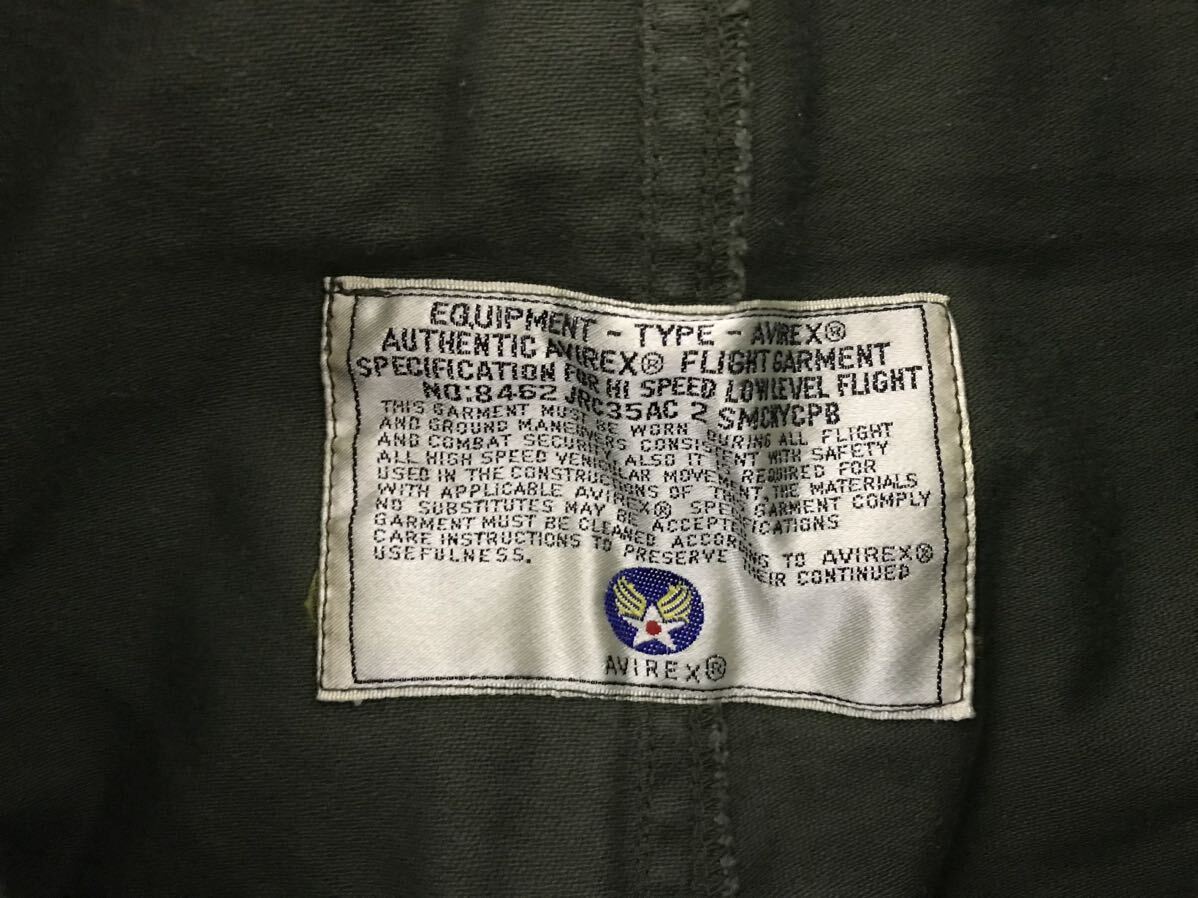 EQUIPMENT - TYPE - AVIREX®
AUTHENTIC AVIREX® FLIGHT GARMENT
SPECIFICATION FOR HI SPEED LOW LEVEL FLIGHT
NO:8462 JRC35AC 2 SMCKYCPB
THIS GARMENT MUST BE WORN DURING ALL FLIGHT
AND GROUND MANEUVERS CONSISTENT WITH SAFETY
AND COMBAT SECURITY ALSO IT IS REQUIRED FOR
ALL HIGH SPEED VEHICULAR MOVEMENT, THE MATERIALS
USED IN THE CONSTRUCTIONS OF THIS GARMENT COMPLY
WITH APPLICABLE AVIREX® SPECIFICATIONS
NO SUBSTITUTES MAY BE ACCEPTED
GARMENT MUST BE CLEANED ACCORDING TO AVIREX®
CARE INSTRUCTIONS TO PRESERVE THEIR CONTINUED
USEFULNESS.
AVIREX®